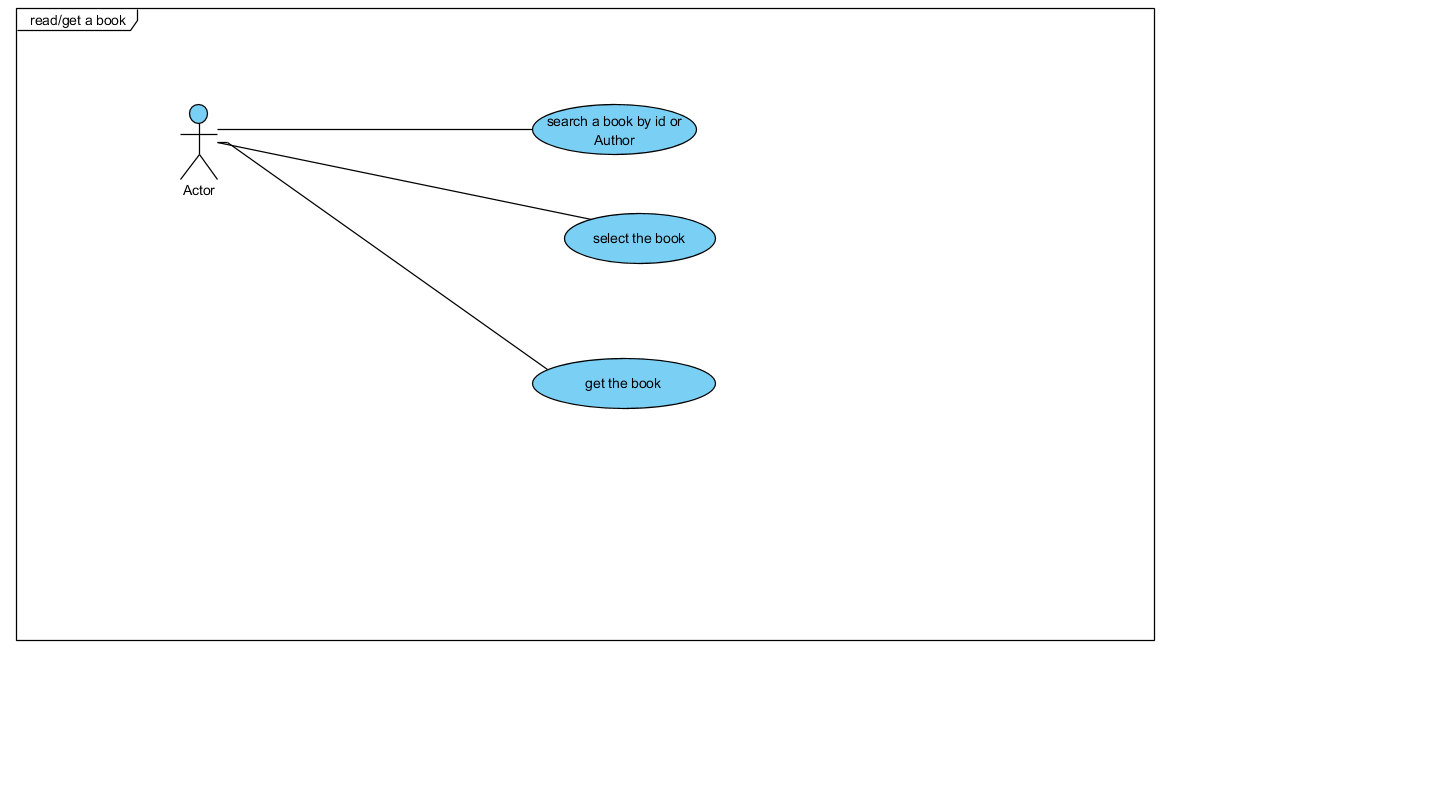 read/get a book
search a book by id or
Author
Actor
select the book
get the book